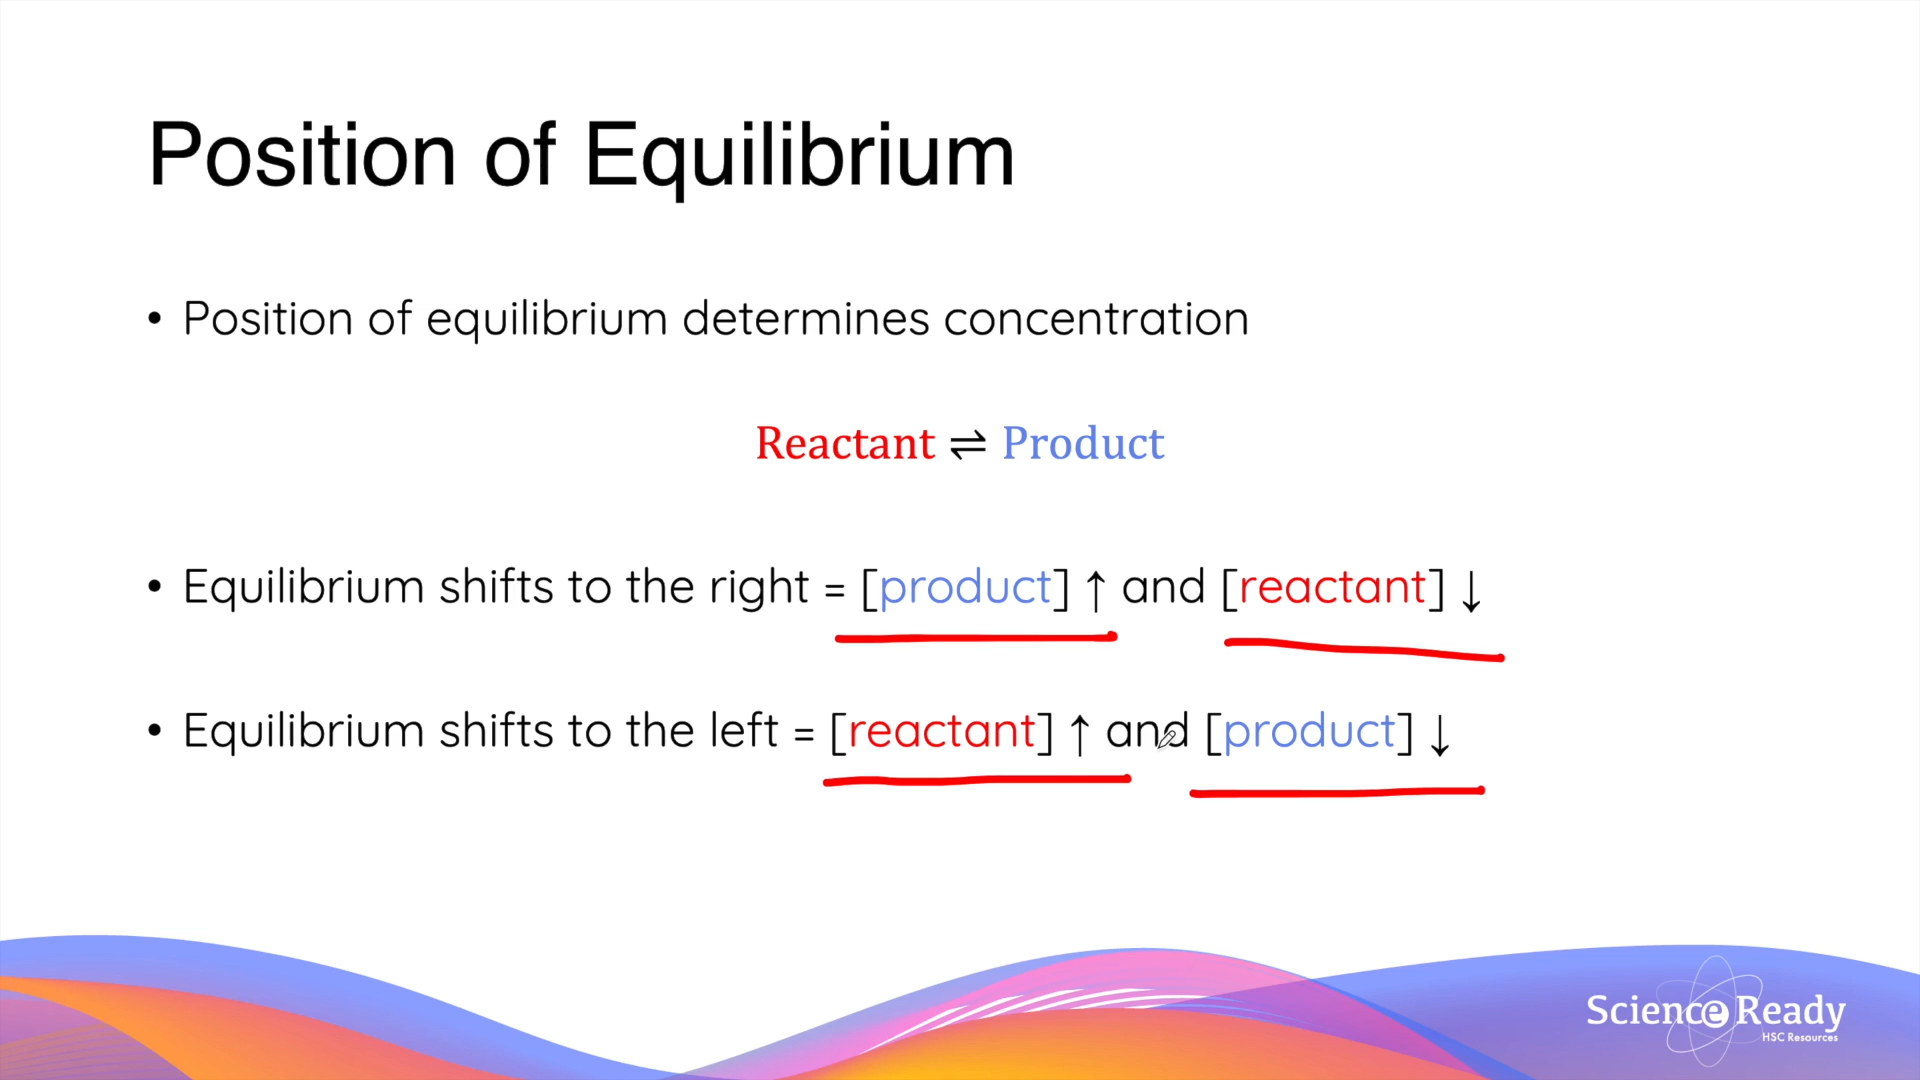 Position of Equilibrium
• Position of equilibrium determines concentration
Reactant ⇌ Product
• Equilibrium shifts to the right = [product] ↑ and [reactant] ↓
• Equilibrium shifts to the left = [reactant] ↑ and [product] ↓
Science Ready
HSC Resources